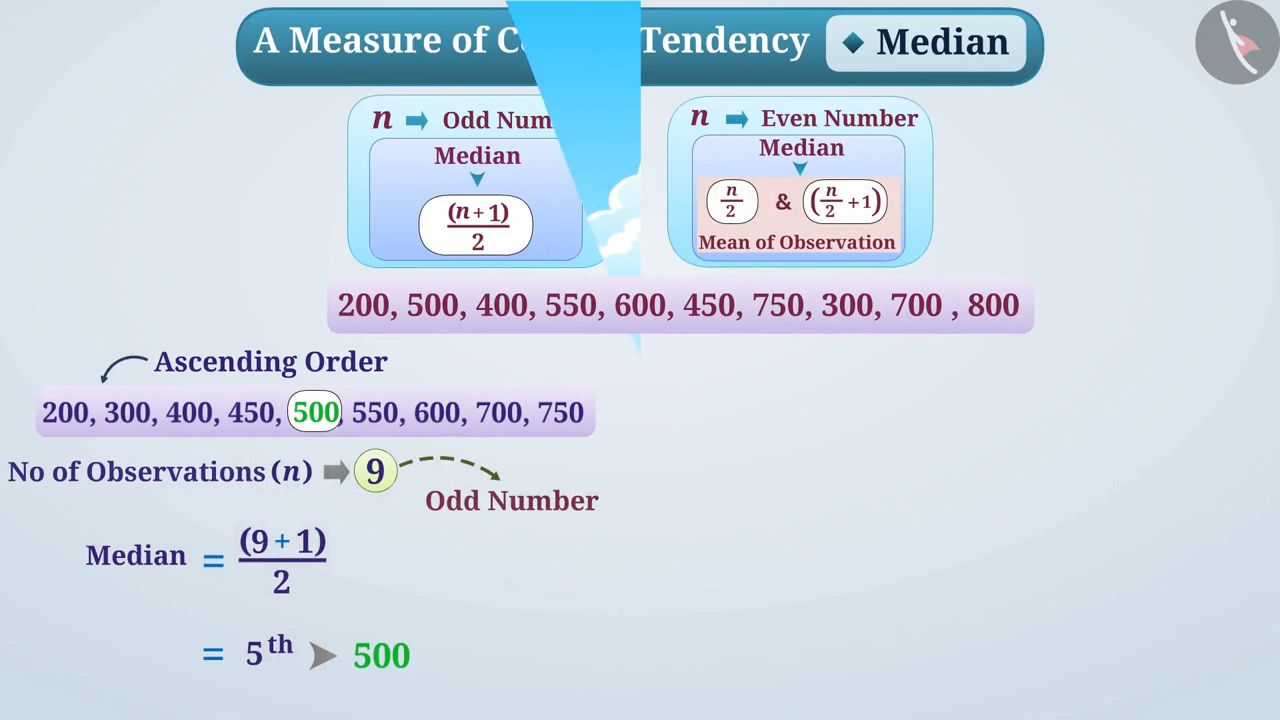 A Measure of C Tendency ◆ Median
n ➡ Odd Num
Median
(n + 1)
2
n ➡ Even Number
Median
n/2 & (n/2 + 1)
Mean of Observation
200, 500, 400, 550, 600, 450, 750, 300, 700 , 800
Ascending Order
200, 300, 400, 450, 500, 550, 600, 700, 750
No of Observations (n) ➡ 9
Odd Number
Median = (9 + 1)
2
= 5th ➤ 500